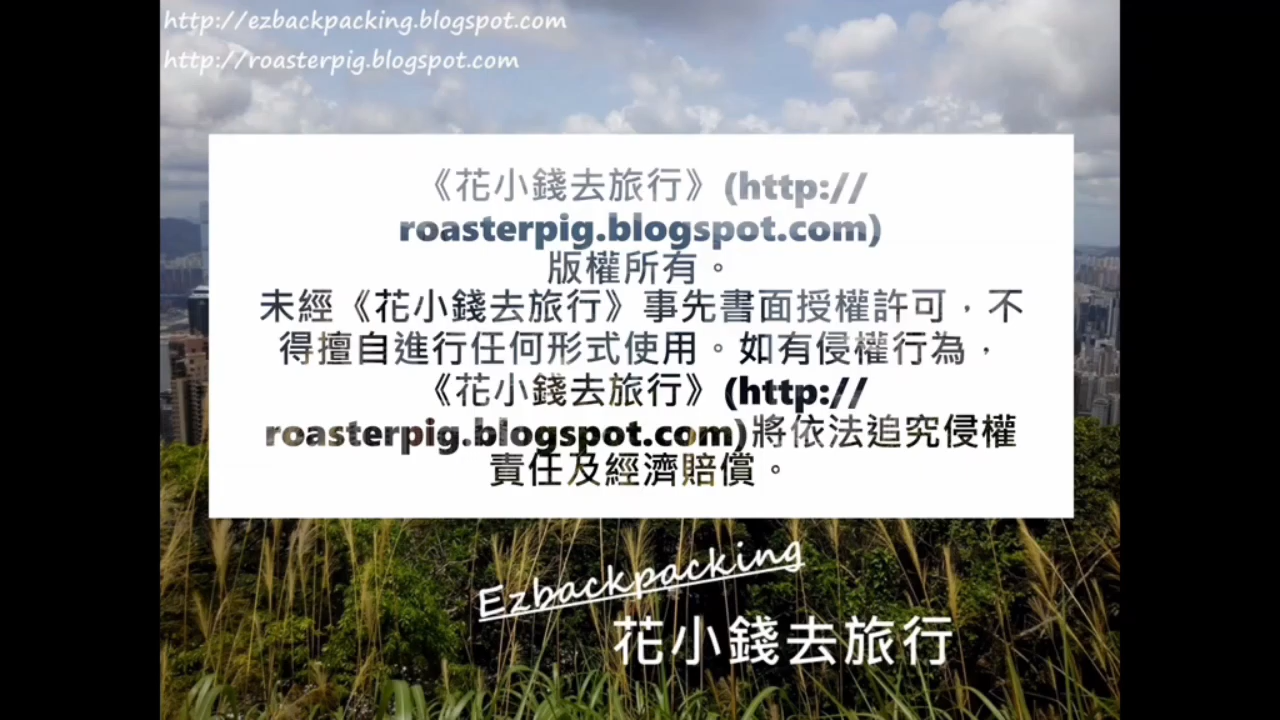 http://ezbackpacking.blogspot.com
http://roasterpig.blogspot.com
《花小錢去旅行》(http://
roasterpig.blogspot.com)
版權所有。
未經《花小錢去旅行》事先書面授權許可，不
得擅自進行任何形式使用。如有侵權行為，
《花小錢去旅行》(http://
roasterpig.blogspot.com)將依法追究侵權
責任及經濟賠償。
Ezbackpacking
花小錢去旅行